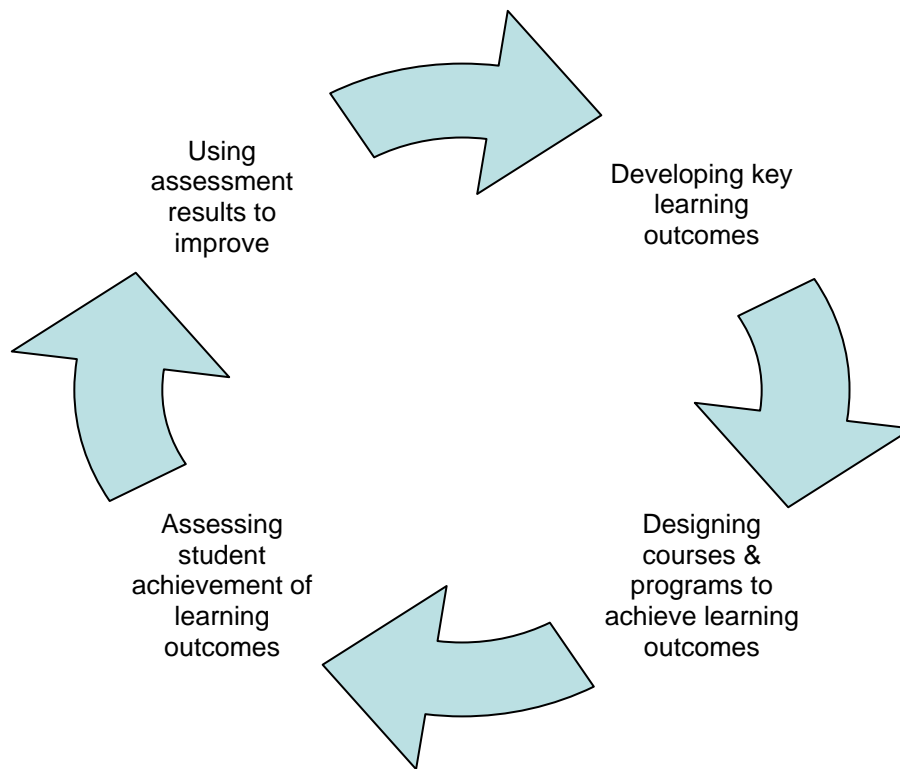 Using
assessment
results to
improve
Developing key
learning
outcomes
Designing
courses &
programs to
achieve learning
outcomes
Assessing
student
achievement of
learning
outcomes